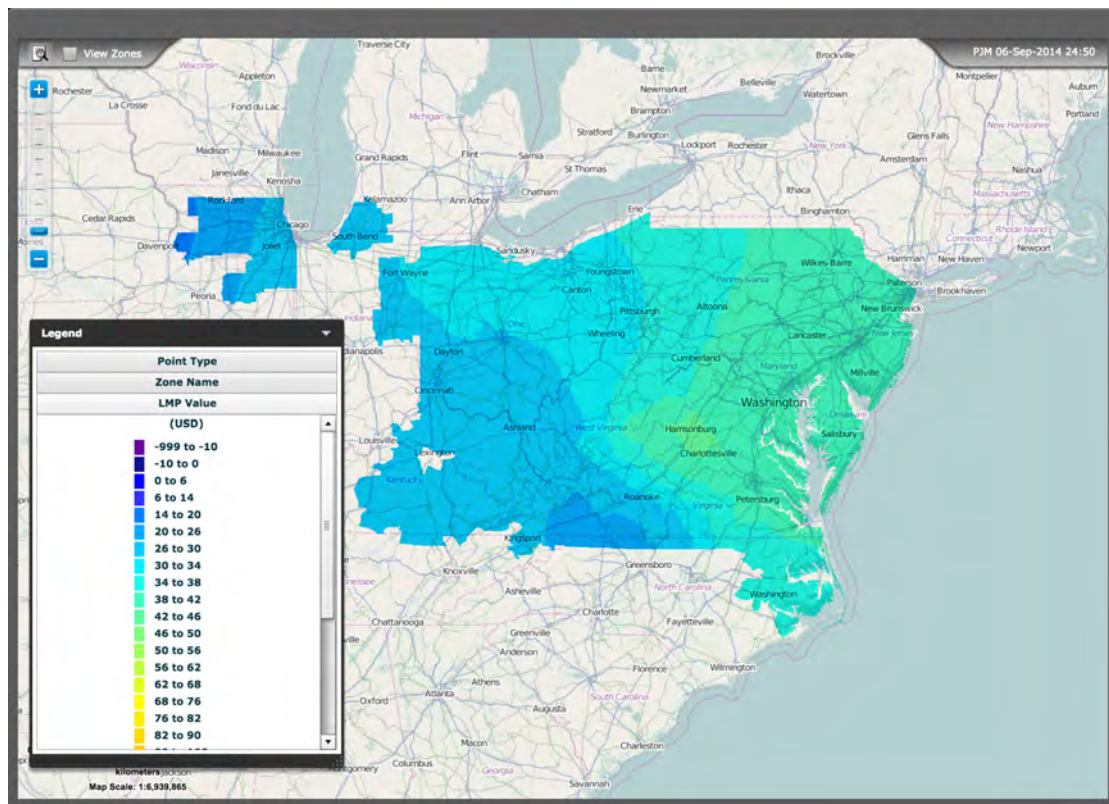 View Zones
PJM 06-Sep-2014 24:50
Traverse City
Wisconsin
Appleton
Barrie
Newmarket
Belleville
Brockville
Watertown
Montpelier
Auburn
Rochester
La Crosse
Fond du Lac
Michigan
Brampton
Portland
Stratford
Burlington
Glens Falls
New Hampshire
Madison
Milwaukee
Grand Rapids
Flint
Sarnia
Lockport
Rochester
New York
Amsterdam
Nashua
Janesville
Kenosha
St Thomas
Massachusetts
Rockford
Kalamazoo
Ann Arbor
Chatham
Ithaca
Cedar Rapids
Chicago
Erie
Binghamton
Rhode Island
Connecticut
Davenport
Joliet
South Bend
Sandusky
Newport
Fort Wayne
Youngstown
Wilkes-Barre
Harriman
New Haven
Peoria
Canton
Pennsylvania
Paterson
Brookhaven
Pittsburgh
Altoona
New Brunswick
Indiana
Ohio
Wheeling
Lancaster
New Jersey
Dayton
Cumberland
Maryland
Millville
Cincinnati
Washington
Delaware
Ashland
West Virginia
Harrisonburg
Salisbury
Louisville
Lexington
Charlottesville
Kentucky
Roanoke
Virginia
Petersburg
Kingsport
Knoxville
Greensboro
Asheville
North Carolina
Washington
Charlotte
Chattanooga
Fayetteville
Greenville
Anderson
Florence
Wilmington
Athens
Atlanta
South Carolina
Oxford
Augusta
Macon
Charleston
Columbus
Georgia
Savannah
Legend
Point Type
Zone Name
LMP Value
(USD)
-999 to -10
-10 to 0
0 to 6
6 to 14
14 to 20
20 to 26
26 to 30
30 to 34
34 to 38
38 to 42
42 to 46
46 to 50
50 to 56
56 to 62
62 to 68
68 to 76
76 to 82
82 to 90
kilometers
Jackson
Map Scale: 1:6,939,865